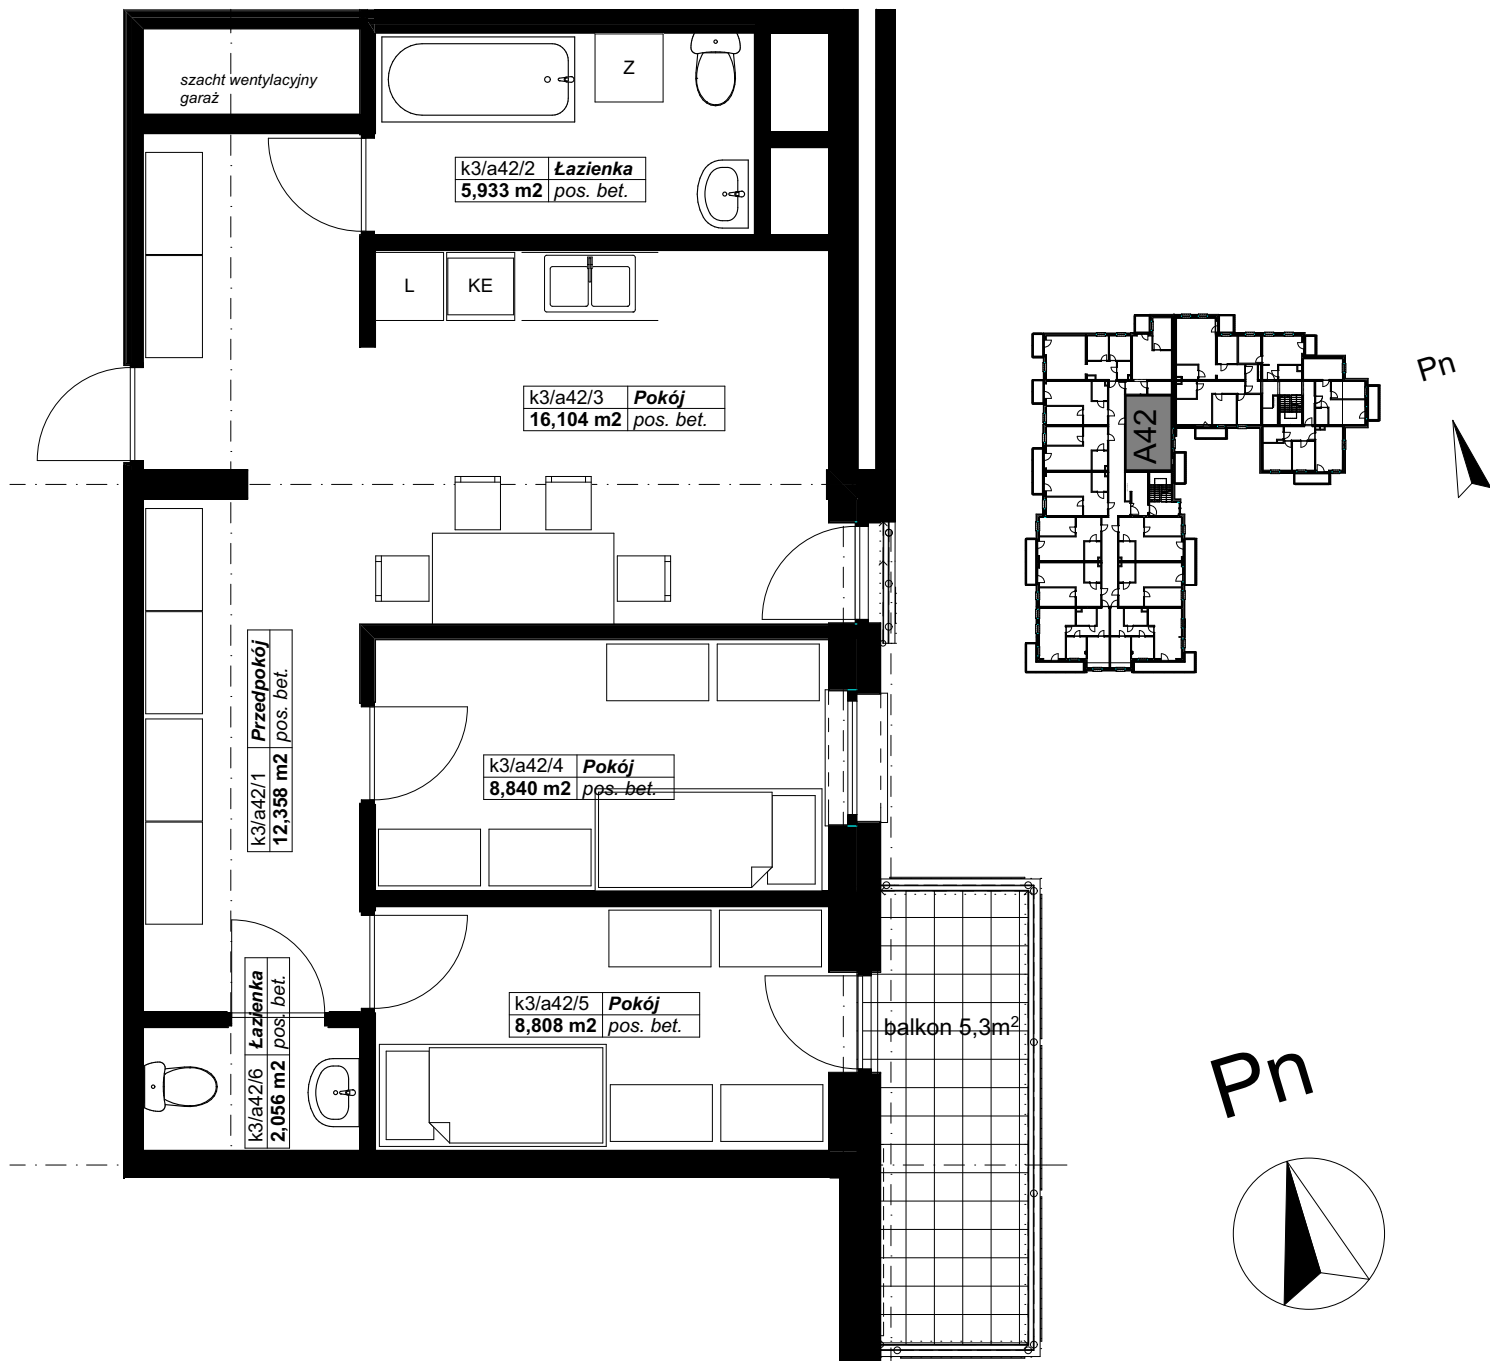 szacht wentylacyjny
garaż
Z
k3/a42/2 Łazienka
5,933 m2 pos. bet.
L
KE
k3/a42/3 Pokój
16,104 m2 pos. bet.
k3/a42/1 Przedpokój
12,358 m2 pos. bet.
k3/a42/4 Pokój
8,840 m2 pos. bet.
k3/a42/5 Pokój
8,808 m2 pos. bet.
k3/a42/6 Łazienka
2,056 m2 pos. bet.
balkon 5,3m²
A42
Pn
Pn